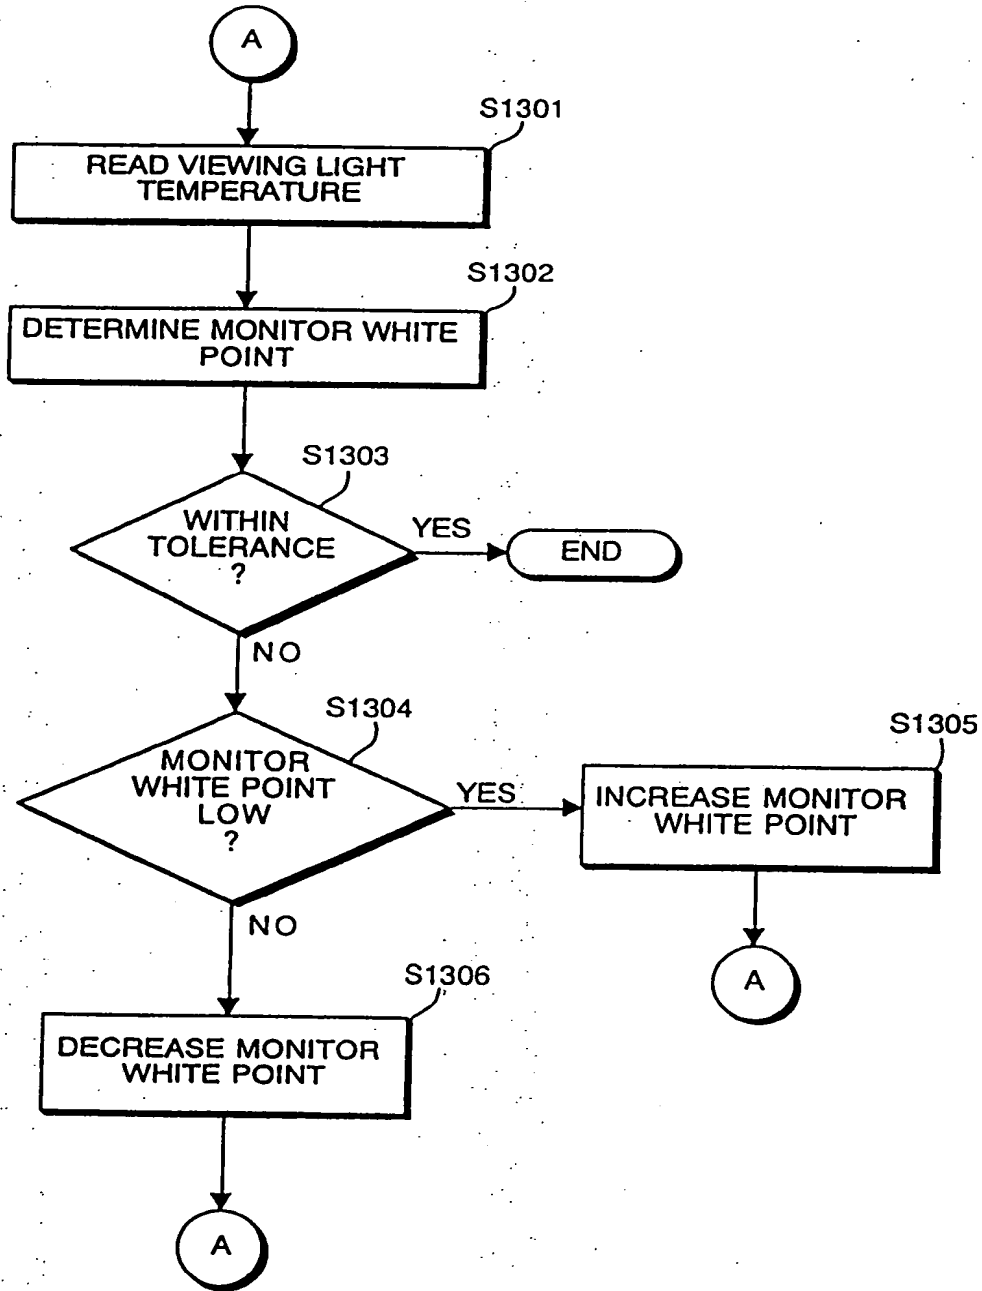 A
S1301
READ VIEWING LIGHT
TEMPERATURE
S1302
DETERMINE MONITOR WHITE
POINT
S1303
WITHIN
TOLERANCE
?
YES
END
NO
S1304
MONITOR
WHITE POINT
LOW
?
YES
S1305
INCREASE MONITOR
WHITE POINT
A
NO
S1306
DECREASE MONITOR
WHITE POINT
A